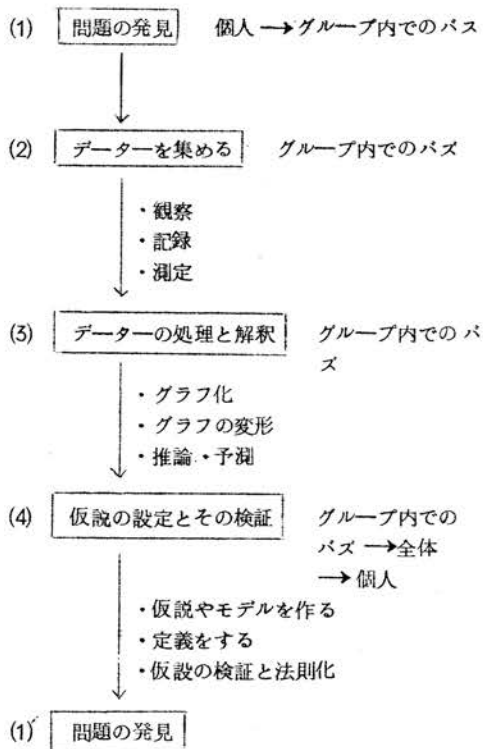 (1) 問題の発見 個人 →グループ内でのバズ
(2) データーを集める グループ内でのバズ
・観察
・記録
・測定
(3) データーの処理と解釈 グループ内でのバ
ズ
・グラフ化
・グラフの変形
・推論・予測
(4) 仮説の設定とその検証 グループ内での
バズ →全体
→ 個人
・仮説やモデルを作る
・定義をする
・仮設の検証と法則化
(1)′ 問題の発見